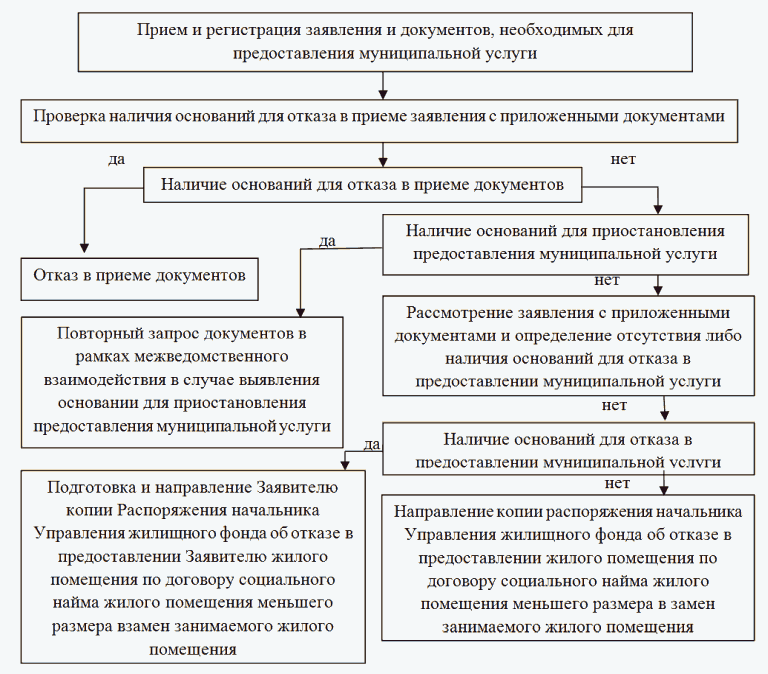 Прием и регистрация заявления и документов, необходимых для
предоставления муниципальной услуги
Проверка наличия оснований для отказа в приеме заявления с приложенными документами
да
нет
Наличие оснований для отказа в приеме документов
Наличие оснований для приостановления
предоставления муниципальной услуги
да
Отказ в приеме документов
нет
Рассмотрение заявления с приложенными
документами и определение отсутствия либо
наличия оснований для отказа в
предоставлении муниципальной услуги
Повторный запрос документов в
рамках межведомственного
взаимодействия в случае выявления
основании для приостановления
предоставления муниципальной услуги
нет
Наличие оснований для отказа в
предоставлении муниципальной услуги
да
нет
Подготовка и направление Заявителю
копии Распоряжения начальника
Управления жилищного фонда об отказе в
предоставлении Заявителю жилого
помещения по договору социального
найма жилого помещения меньшего
размера взамен занимаемого жилого
помещения
Направление копии распоряжения начальника
Управления жилищного фонда об отказе в
предоставлении жилого помещения по
договору социального найма жилого
помещения меньшего размера в замен
занимаемого жилого помещения